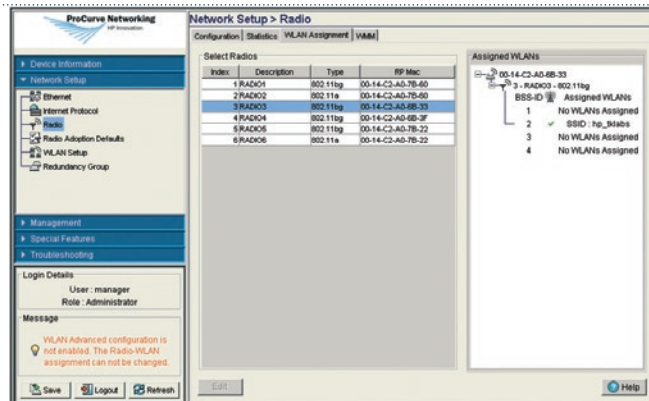 ProCurve Networking
HP Innovation
Device Information
Network Setup
Ethernet
Internet Protocol
Radio
Radio Adoption Defaults
WLAN Setup
Redundancy Group
Management
Special Features
Troubleshooting
Login Details
User : manager
Role : Administrator
Message
WLAN Advanced configuration is
not enabled. The Radio-WLAN
assignment can not be changed.
Save Logout Refresh
Network Setup > Radio
Configuration Statistics WLAN Assignment WMM
Select Radios
Index Description Type RP Mac
1 RADIO1 802.11bg 00-14-C2-A0-7B-60
2 RADIO2 802.11bg 00-14-C2-A0-7B-60
3 RADIO3 802.11bg 00-14-C2-A0-6B-33
4 RADIO4 802.11bg 00-14-C2-A0-6B-3F
5 RADIO5 802.11bg 00-14-C2-A0-7B-22
6 RADIO6 802.11a 00-14-C2-A0-7B-22
Edit
Assigned WLANs
00-14-C2-A0-6B-33
3 - RADIO3 - 802.11bg
BSS-ID Assigned WLANs
1 No WLANs Assigned
2 SSID : hp_tklabs
3 No WLANs Assigned
4 No WLANs Assigned
Help